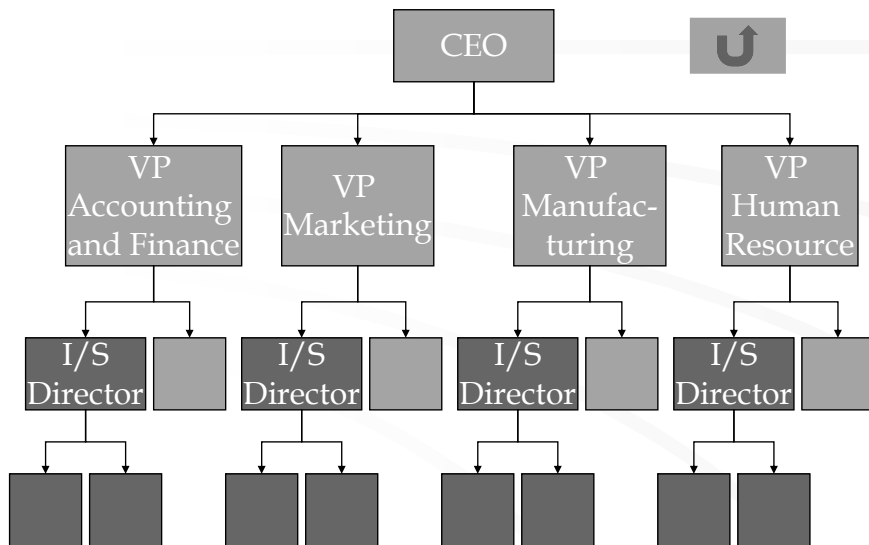 CEO
VP
Accounting
and Finance
VP
Marketing
VP
Manufac-
turing
VP
Human
Resource
I/S
Director
I/S
Director
I/S
Director
I/S
Director